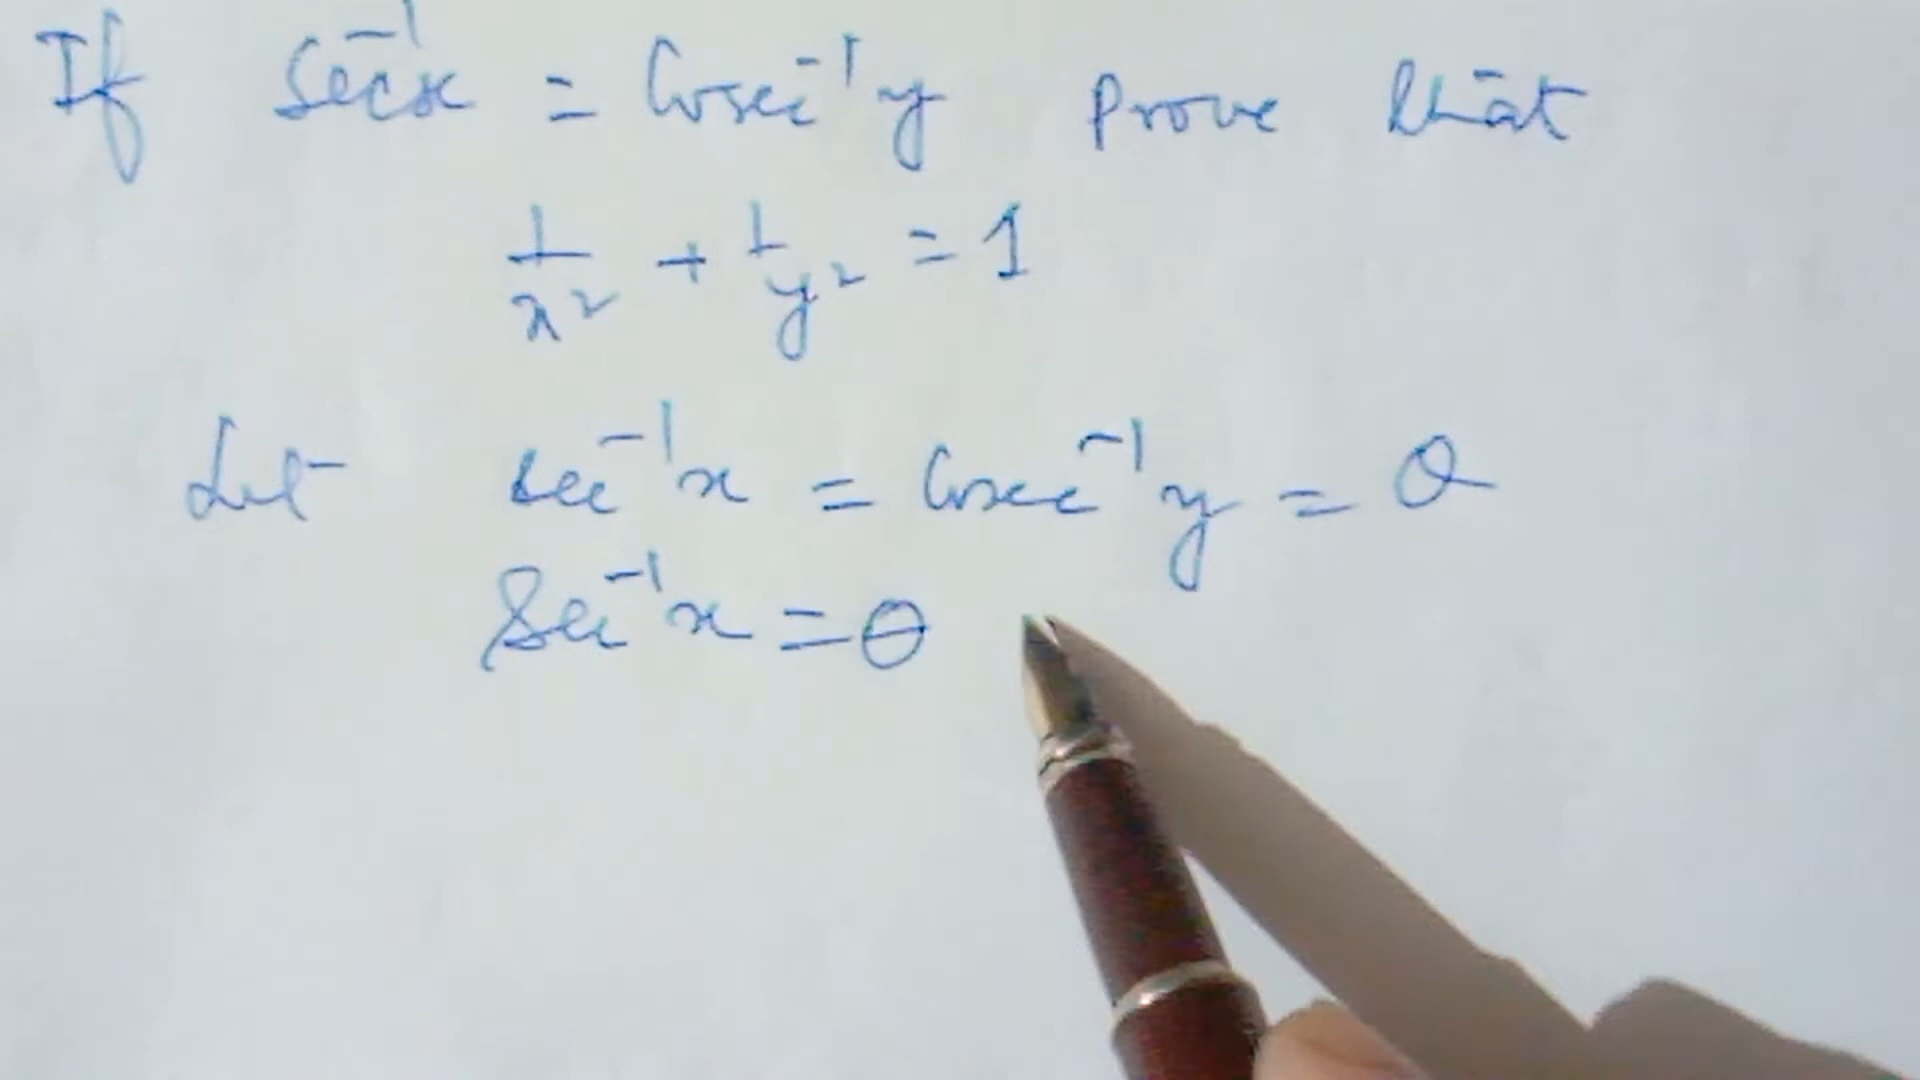 If Sec⁻¹x = Cosec⁻¹y Prove that
1/x² + 1/y² = 1
Let sec⁻¹x = Cosec⁻¹y = θ
Sec⁻¹x = θ